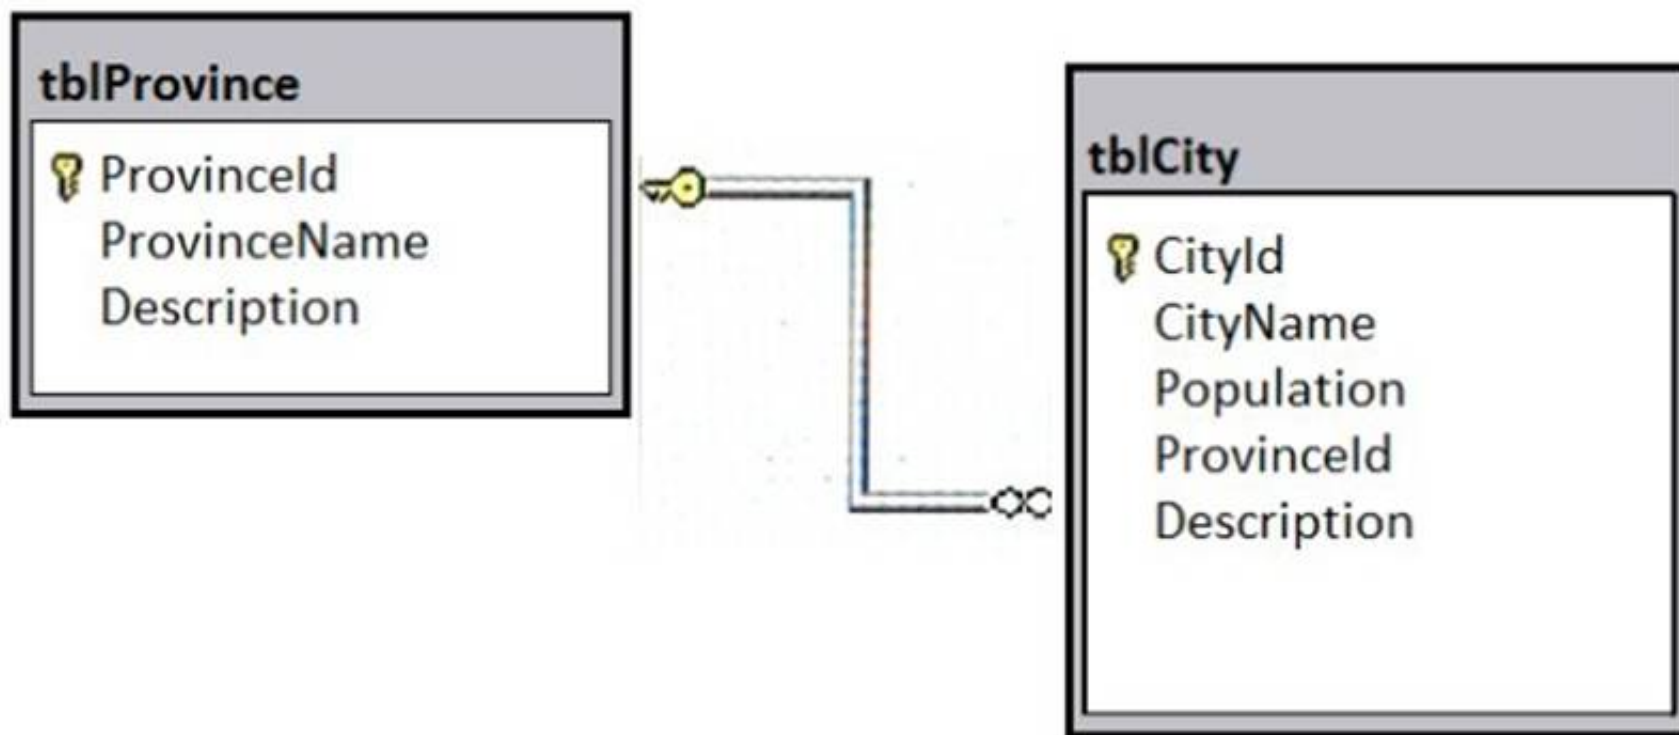 tblProvince
ProvinceId
ProvinceName
Description
tblCity
CityId
CityName
Population
ProvinceId
Description